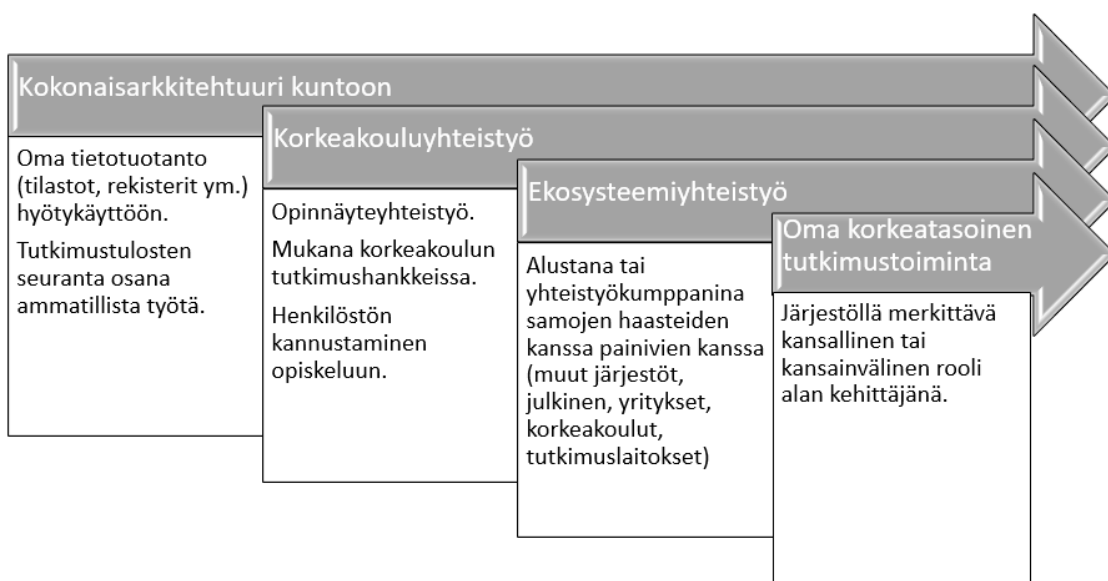 Kokonaisarkkitehtuuri kuntoon
Oma tietotuotanto
(tilastot, rekisterit ym.)
hyötykäyttöön.
Tutkimustulosten
seuranta osana
ammatillista työtä.
Korkeakouluyhteistyö
Opinnäyteyhteistyö.
Mukana korkeakoulun
tutkimushankkeissa.
Henkilöstön
kannustaminen
opiskeluun.
Ekosysteemiyhteistyö
Alustana tai
yhteistyökumppanina
samojen haasteiden
kanssa painivien kanssa
(muut järjestöt,
julkinen, yritykset,
korkeakoulut,
tutkimuslaitokset)
Oma korkeatasoinen
tutkimustoiminta
Järjestöllä merkittävä
kansallinen tai
kansainvälinen rooli
alan kehittäjänä.